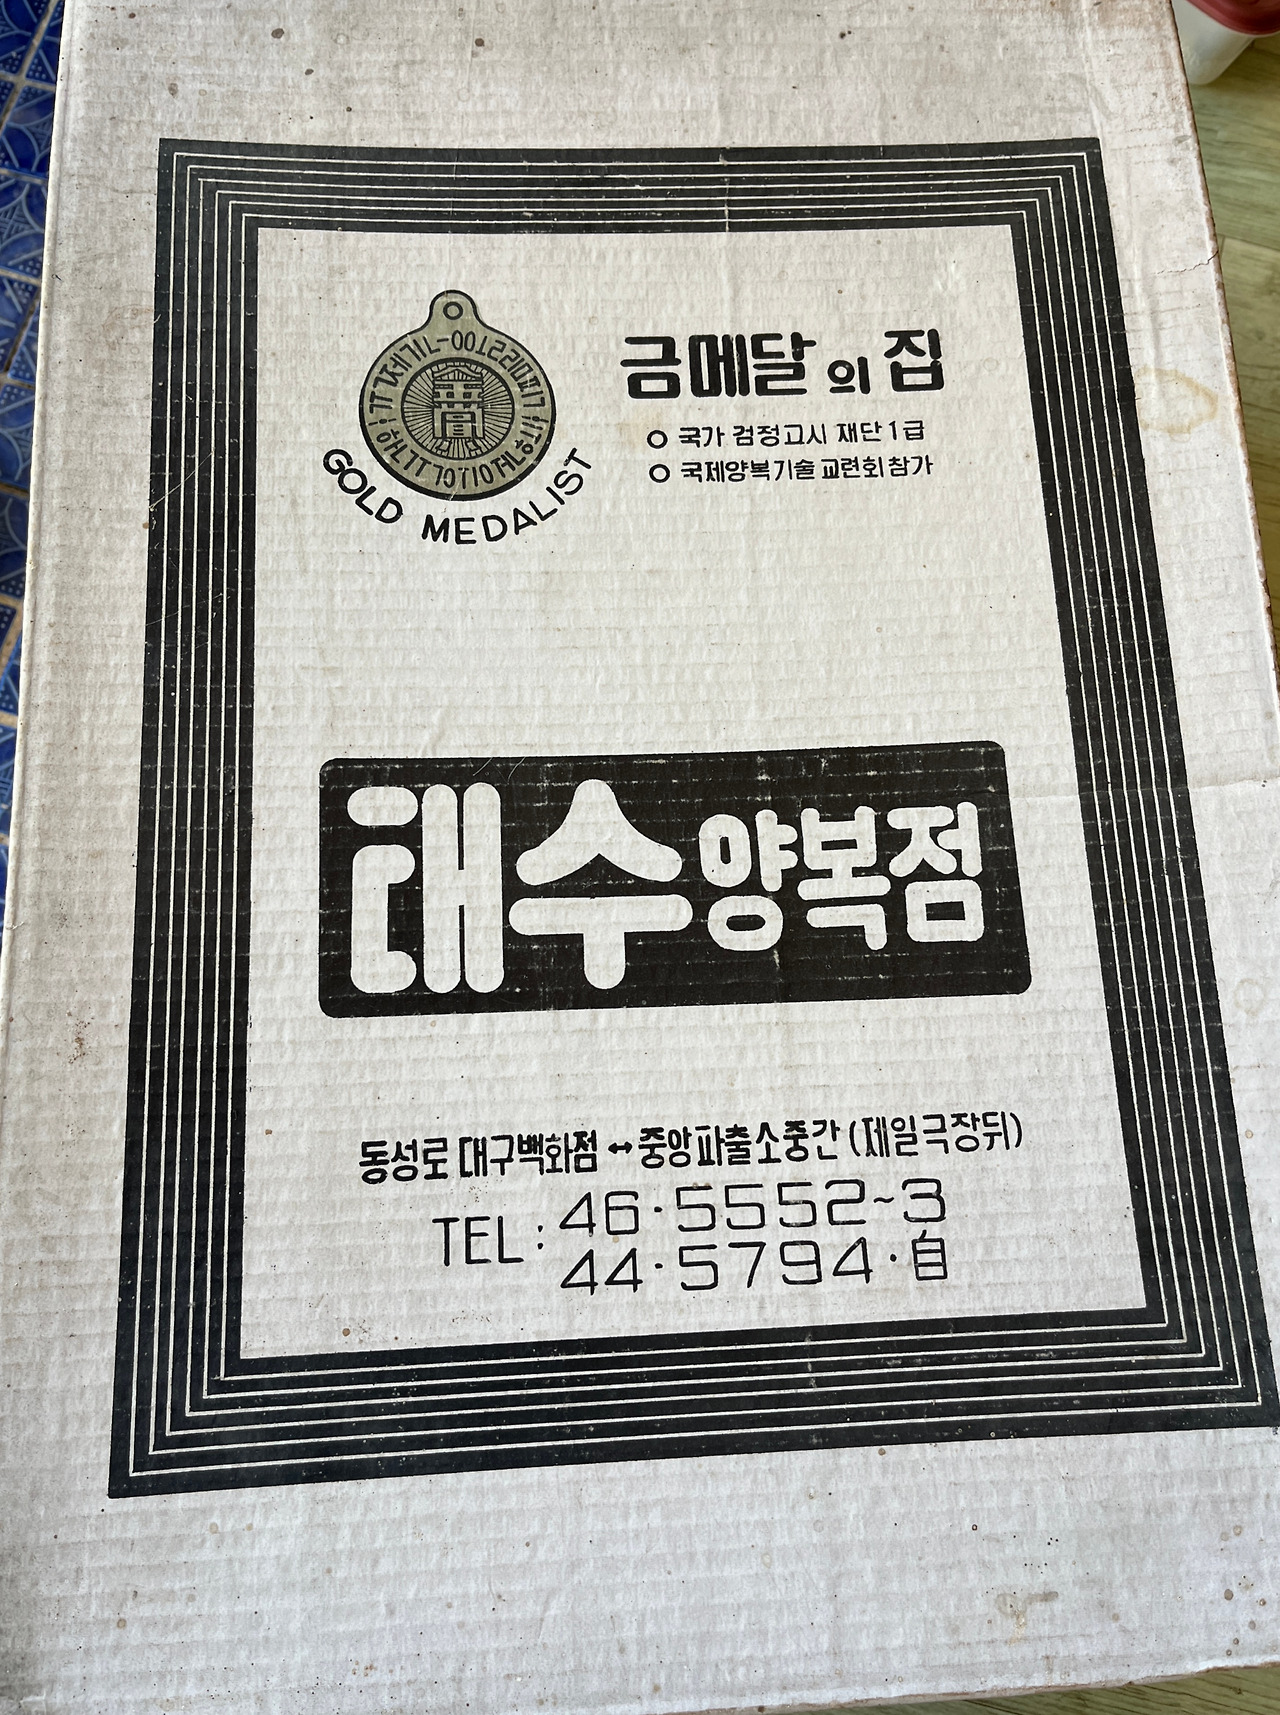 금메달의 집
국가 검정고시 재단 1급
국제양복기술 교련회 참가
GOLD MEDALIST
태수양복점
동성로 대구백화점 ↔ 중앙파출소중간 (제일극장뒤)
TEL : 46·5552~3
44·5794·自